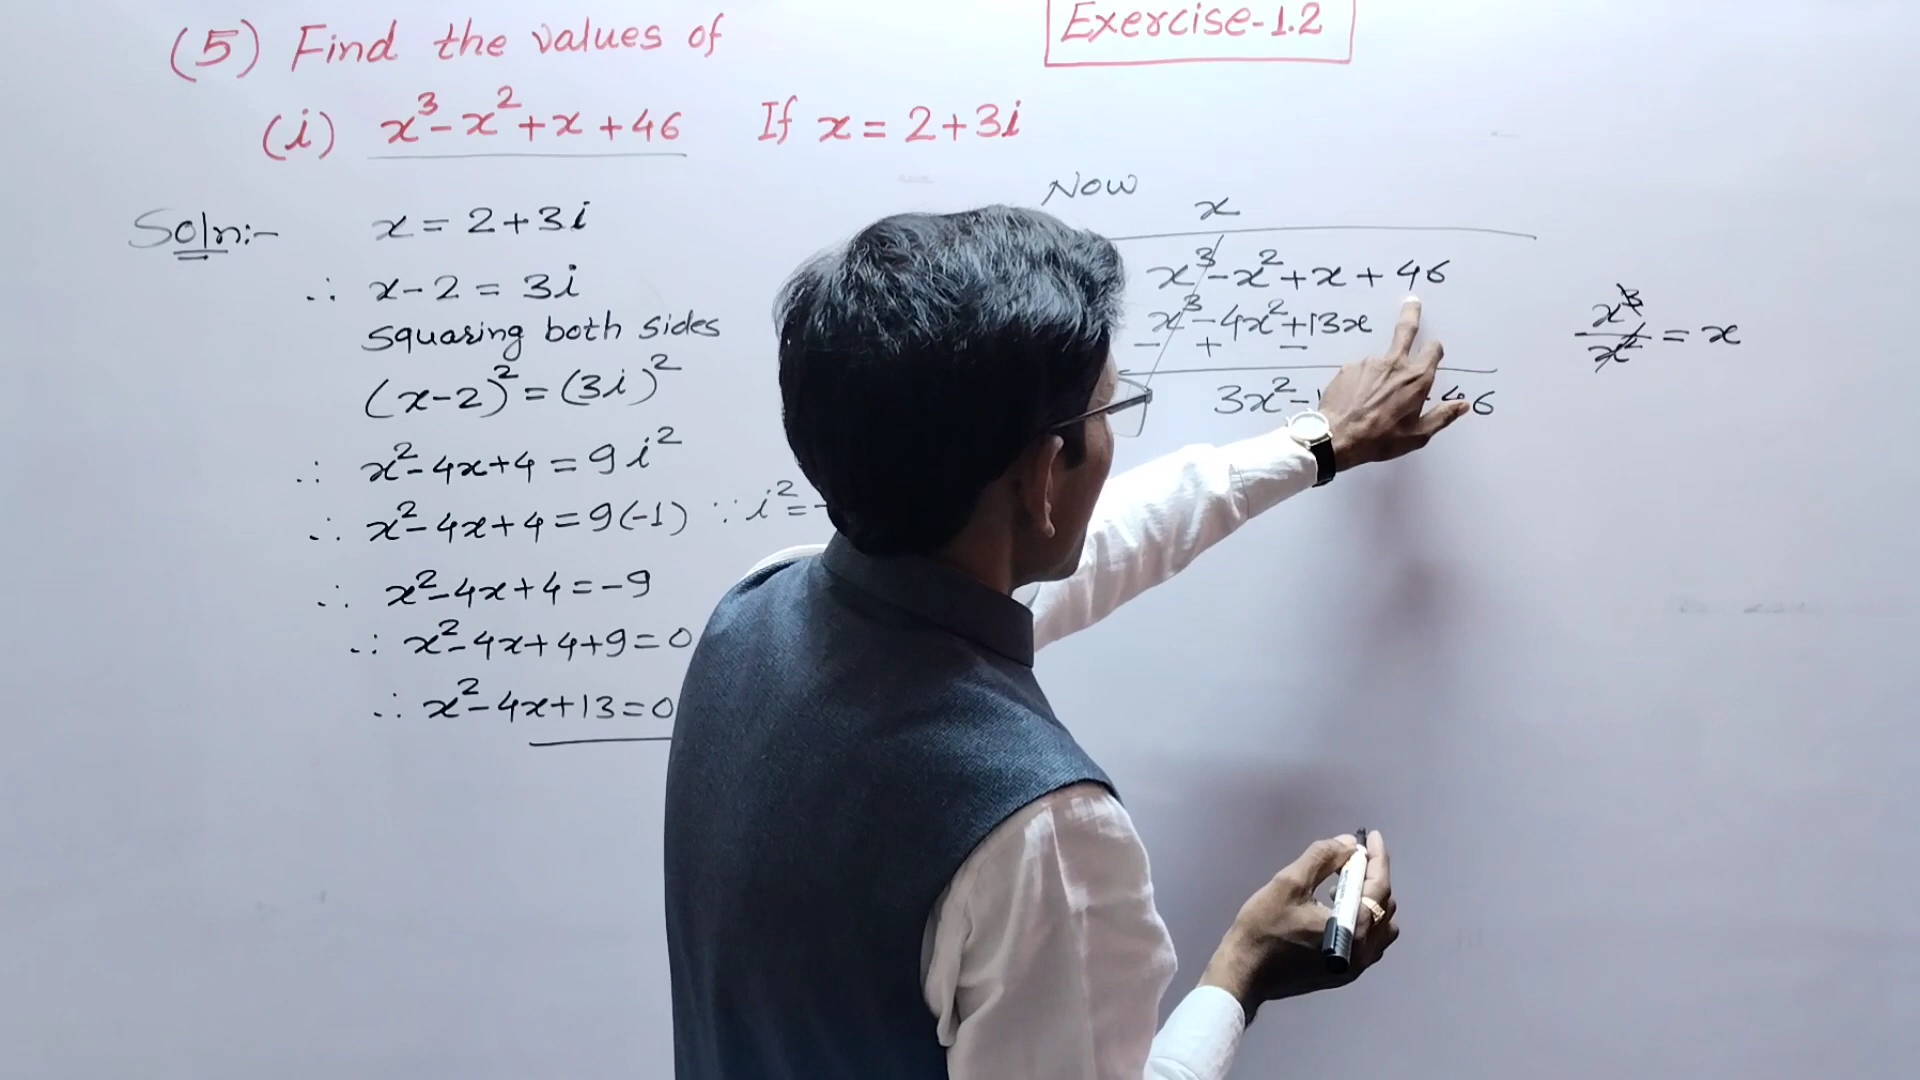 (5) Find the values of
Exercise-1.2
(i) x³-x²+x+46 If x = 2+3i
Soln:- x = 2+3i
∴ x-2 = 3i
squaring both sides
(x-2)² = (3i)²
∴ x²-4x+4 = 9i²
∴ x²-4x+4 = 9(-1) ∵ i²=-
∴ x²-4x+4 = -9
∴ x²-4x+4+9=0
∴ x²-4x+13=0
Now
x
x³-x²+x+46
x³-4x²+13x
- + -
3x²- 46
x³/x² = x